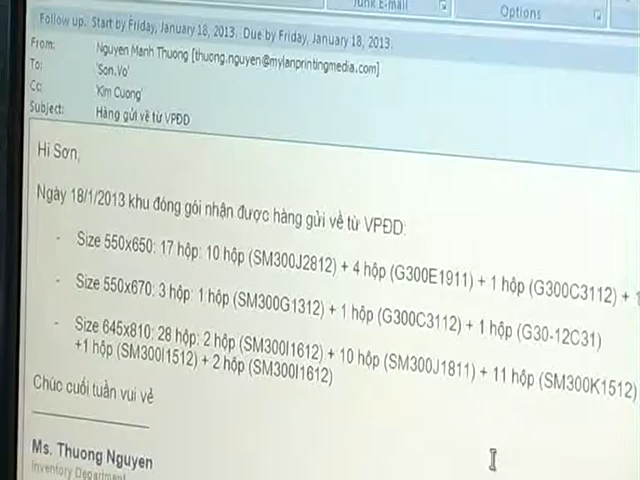 Junk E-mail
Options
Follow up. Start by Friday, January 18, 2013. Due by Friday, January 18, 2013.
From: Nguyen Manh Thuong [thuong.nguyen@mylanprintingmedia.com]
To: 'Son.Vo'
Cc: 'Kim Cuong'
Subject: Hàng gửi về từ VPĐD
Hi Sơn,
Ngày 18/1/2013 khu đóng gói nhận được hàng gửi về từ VPĐD:
- Size 550x650: 17 hộp: 10 hộp (SM300J2812) + 4 hộp (G300E1911) + 1 hộp (G300C3112) + 1
- Size 550x670: 3 hộp: 1 hộp (SM300G1312) + 1 hộp (G300C3112) + 1 hộp (G30-12C31)
- Size 645x810: 28 hộp: 2 hộp (SM300I1612) + 10 hộp (SM300J1811) + 11 hộp (SM300K1512)
+1 hộp (SM300I1512) + 2 hộp (SM300I1612)
Chúc cuối tuần vui vẻ
Ms. Thuong Nguyen
Inventory Department